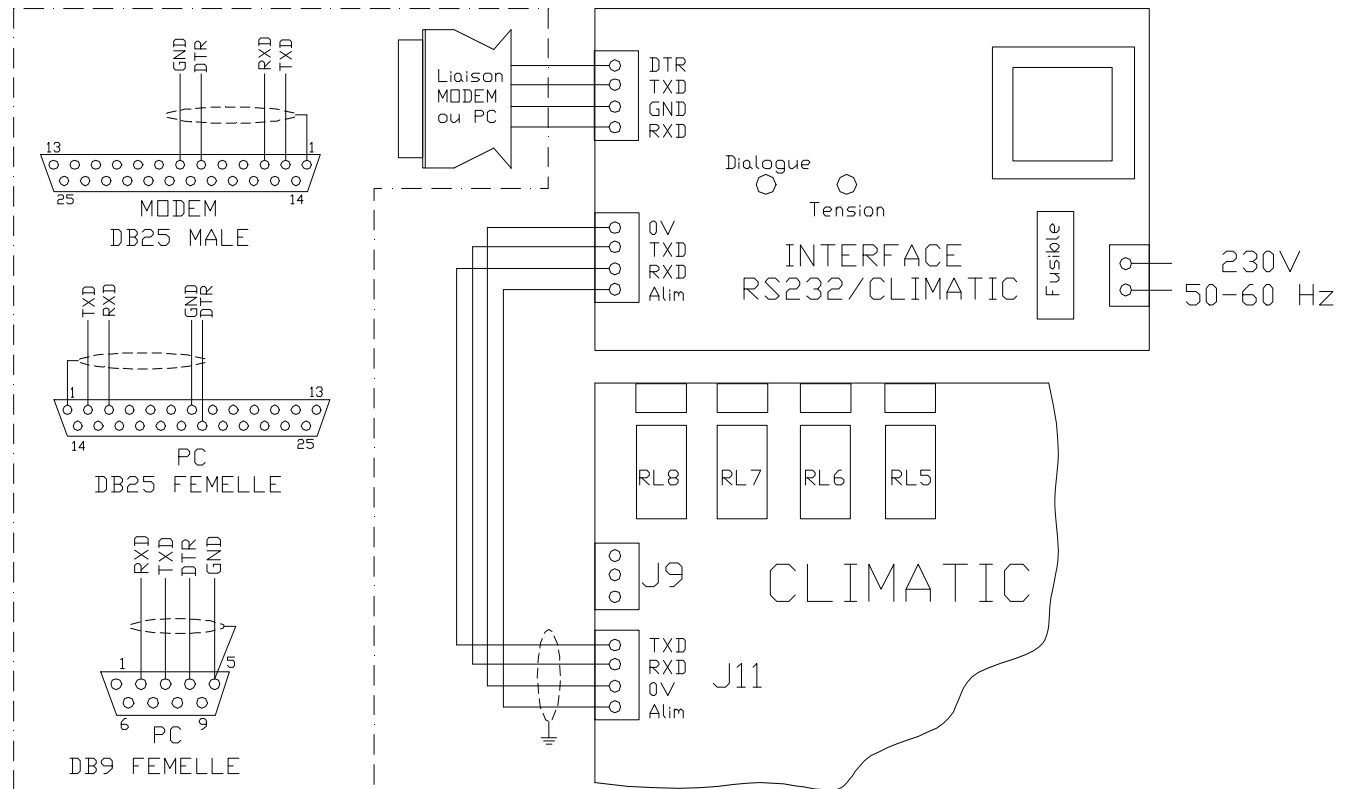 GND
DTR
RXD
TXD
13
1
25
14
MODEM
DB25 MALE
TXD
RXD
GND
DTR
1
13
14
25
PC
DB25 FEMELLE
RXD
TXD
DTR
GND
1
5
6
9
PC
DB9 FEMELLE
Liaison
MODEM
ou PC
DTR
TXD
GND
RXD
Dialogue
Tension
0V
TXD
RXD
Alim
INTERFACE
RS232/CLIMATIC
Fusible
230V
50-60 Hz
RL8
RL7
RL6
RL5
J9
CLIMATIC
TXD
RXD
0V
Alim
J11